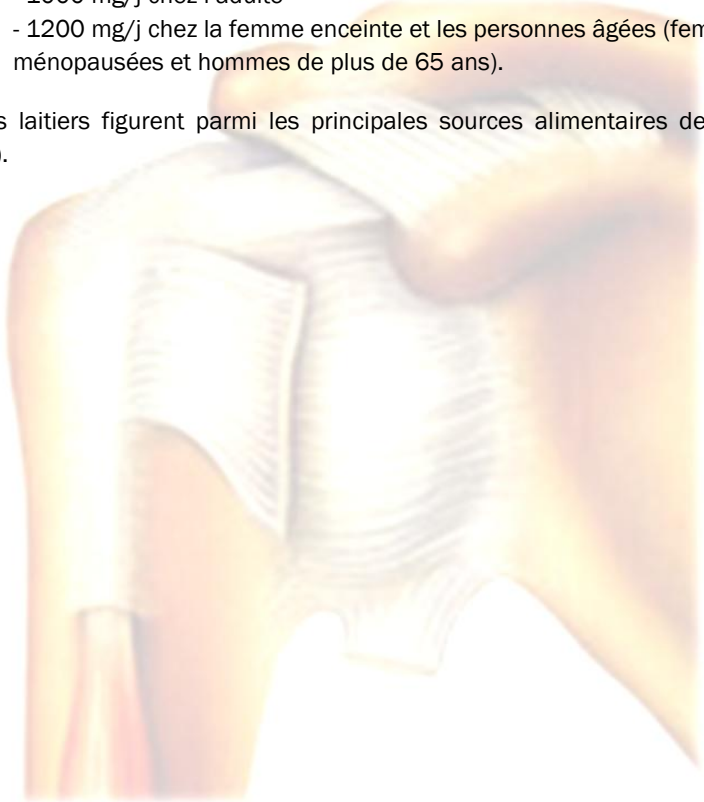 - 1200 mg/j chez la femme enceinte et les personnes âgées
ménopausées et hommes de plus de 65 ans).
laitiers figurent parmi les principales sources alimentaires de